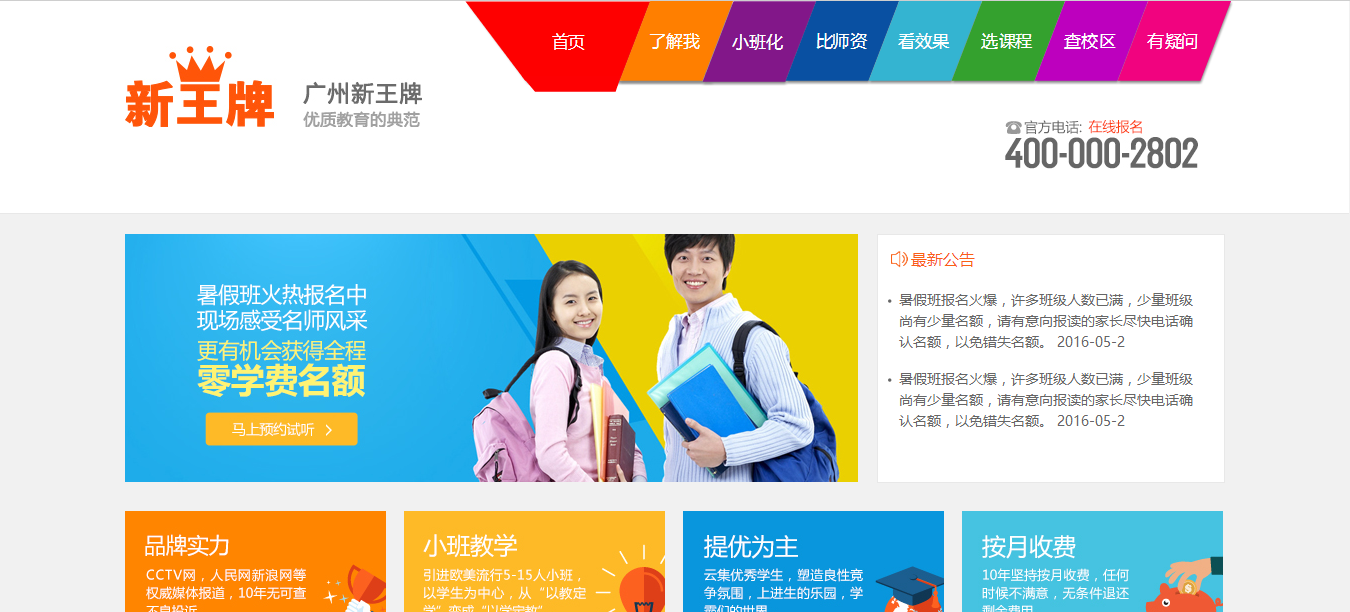 首页
了解我
小班化
比师资
看效果
选课程
查校区
有疑问
新王牌
广州新王牌
优质教育的典范
官方电话: 在线报名
400-000-2802
暑假班火热报名中
现场感受名师风采
更有机会获得全程
零学费名额
马上预约试听
最新公告
• 暑假班报名火爆，许多班级人数已满，少量班级
尚有少量名额，请有意向报读的家长尽快电话确
认名额，以免错失名额。 2016-05-2
• 暑假班报名火爆，许多班级人数已满，少量班级
尚有少量名额，请有意向报读的家长尽快电话确
认名额，以免错失名额。 2016-05-2
品牌实力
CCTV网，人民网新浪网等
权威媒体报道，10年无可查
不良投诉
小班教学
引进欧美流行5-15人小班，
以学生为中心，从“以教定
学”变成“以学定教”
提优为主
云集优秀学生，塑造良性竞
争氛围，上进生的乐园，学
霸们的世界
按月收费
10年坚持按月收费，任何
时候不满意，无条件退还
剩余费用